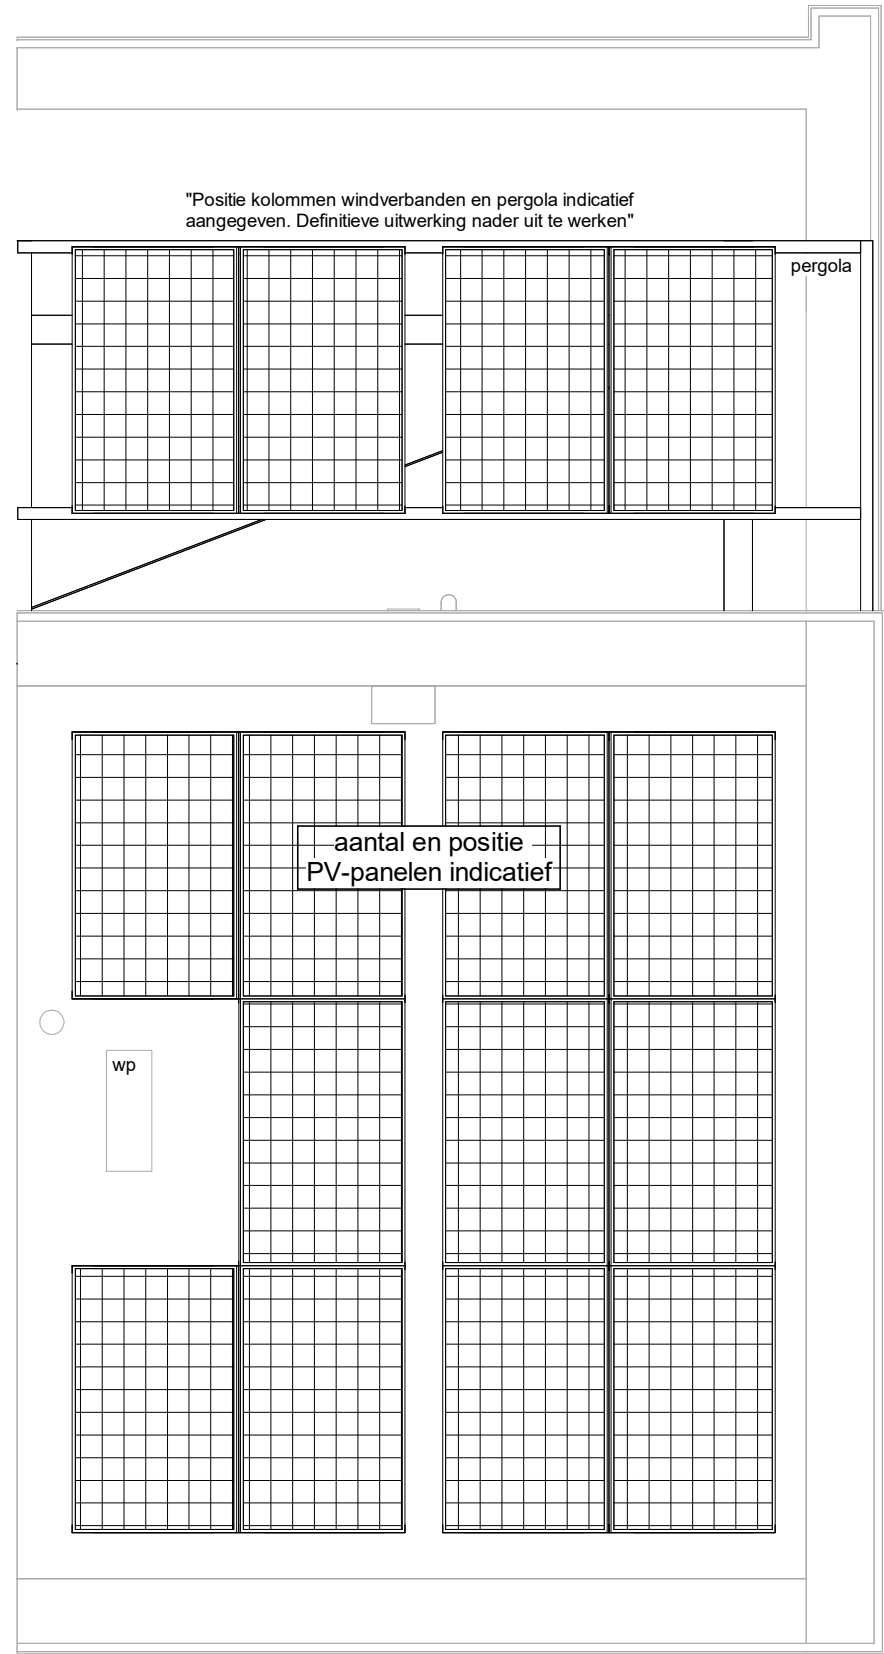 "Positie kolommen windverbanden en pergola indicatief
aangegeven. Definitieve uitwerking nader uit te werken"
pergola
aantal en positie
PV-panelen indicatief
wp